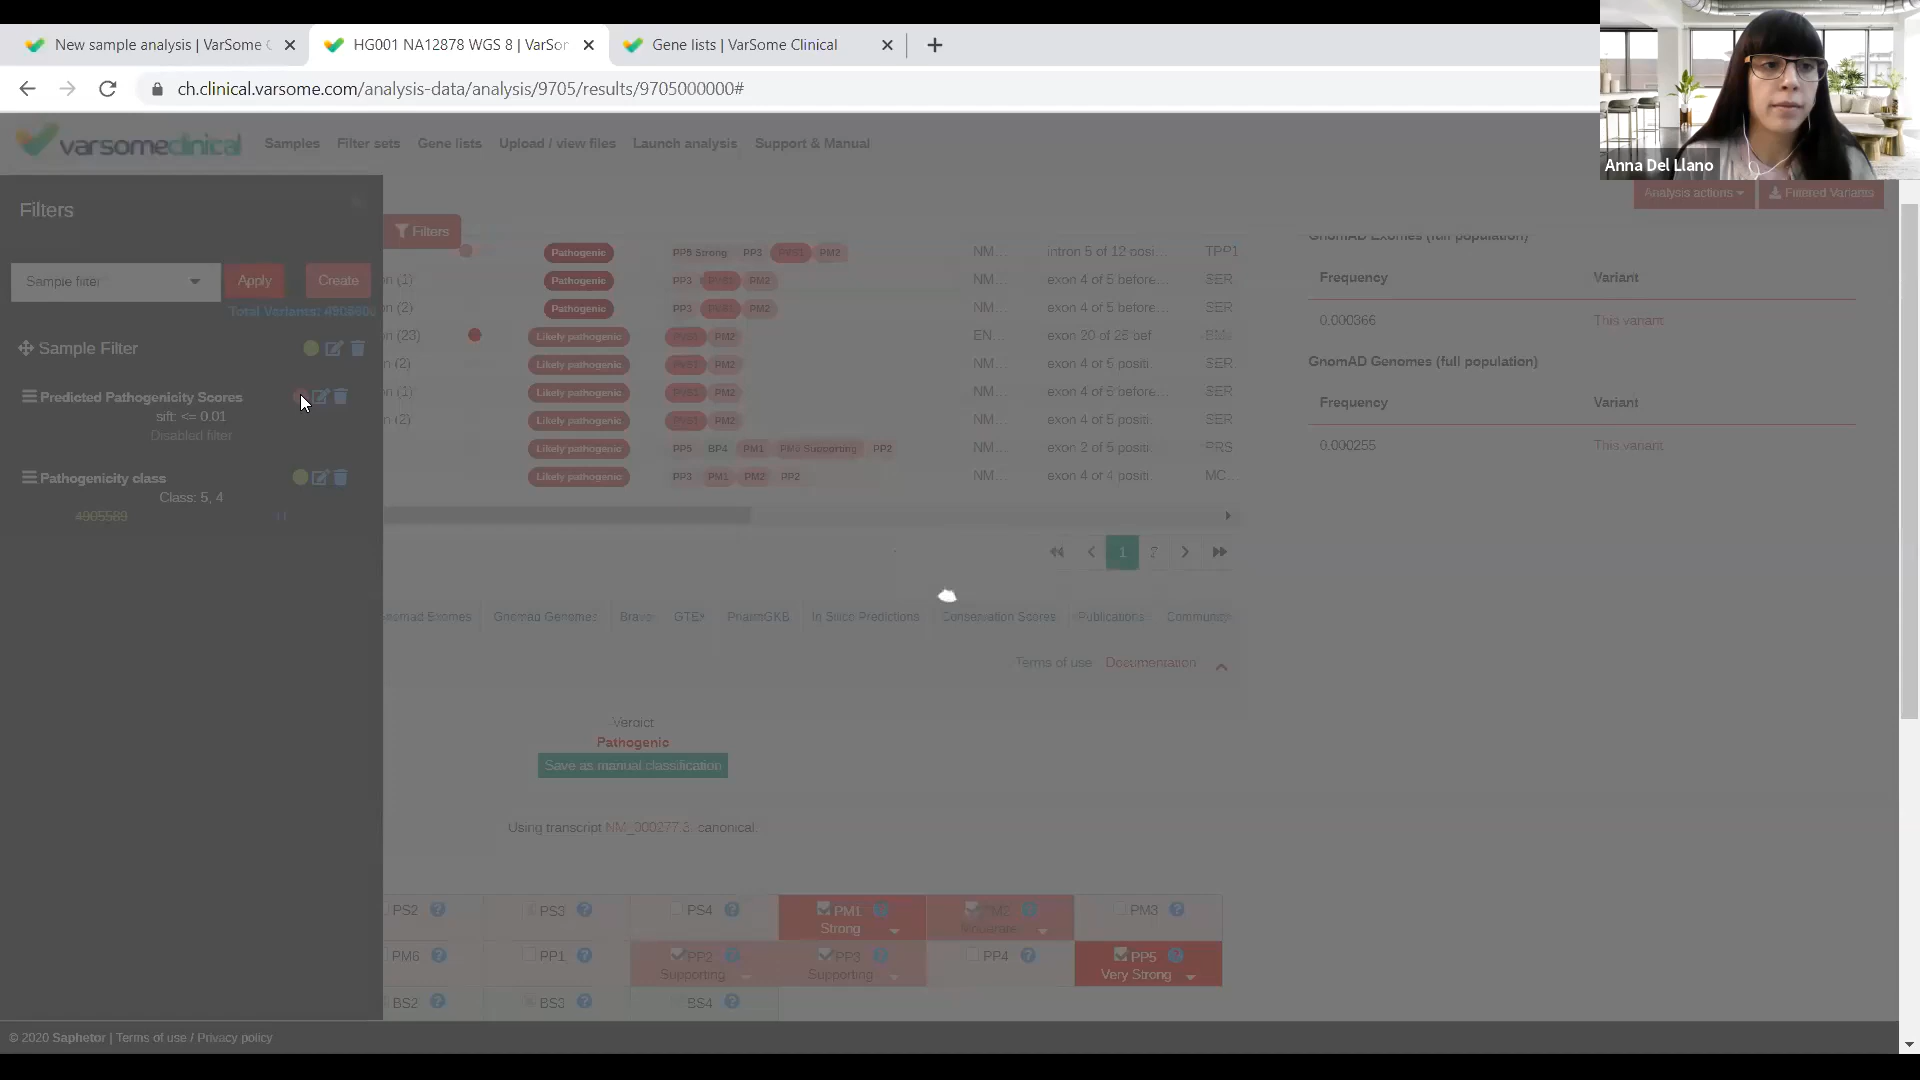 New sample analysis | VarSome C
HG001 NA12878 WGS 8 | VarSor
Gene lists | VarSome Clinical
ch.clinical.varsome.com/analysis-data/analysis/9705/results/9705000000#
Anna Del Llano
varsomeclinical
Samples
Filter sets
Gene lists
Upload / view files
Launch analysis
Support & Manual
Analysis actions
Filtered Variants
Filters
Filters
Sample filter
Apply
Create
Total Variants:
Sample Filter
Predicted Pathogenicity Scores
sift: <= 0.01
Disabled filter
Pathogenicity class
Class: 5, 4
4905589
11
Pathogenic PP5 Strong PP3 PVS1 PM2 NM... intron 5 of 12 posi... TPP1
n (1) Pathogenic PP3 PVS1 PM2 NM... exon 4 of 5 before... SER
n (2) Pathogenic PP3 PVS1 PM2 NM... exon 4 of 5 before... SER
n (23) Likely pathogenic PVS1 PM2 EN... exon 20 of 25 bef
n (2) Likely pathogenic PVS1 PM2 NM... exon 4 of 5 positi... SER
n (1) Likely pathogenic PVS1 PM2 NM... exon 4 of 5 before... SER
n (2) Likely pathogenic PVS1 PM2 NM... exon 4 of 5 positi... SER
Likely pathogenic PP5 BP4 PM1 PM5 Supporting PP2 NM... exon 2 of 5 positi...
Likely pathogenic PP3 PM1 PM2 PP2 NM... exon 4 of 4 positi... MC...
1 2
GnomAD Exomes (full population)
Frequency Variant
0.000366 This variant
GnomAD Genomes (full population)
Frequency Variant
0.000255 This variant
Gnomad Genomes
Bravo
GTEx
PharmGKB
In Silico Predictions
Conservation Scores
Publications
Terms of use Documentation
Verdict
Pathogenic
Save as manual classification
Using transcript NM_000277.3, canonical.
PS2 PS3 PS4 PM1 PM2 PM3
Strong Moderate
PM6 PP1 PP2 PP3 PP4 PP5
Supporting Supporting Very Strong
BS2 BS3 BS4
© 2020 Saphetor | Terms of use / Privacy policy